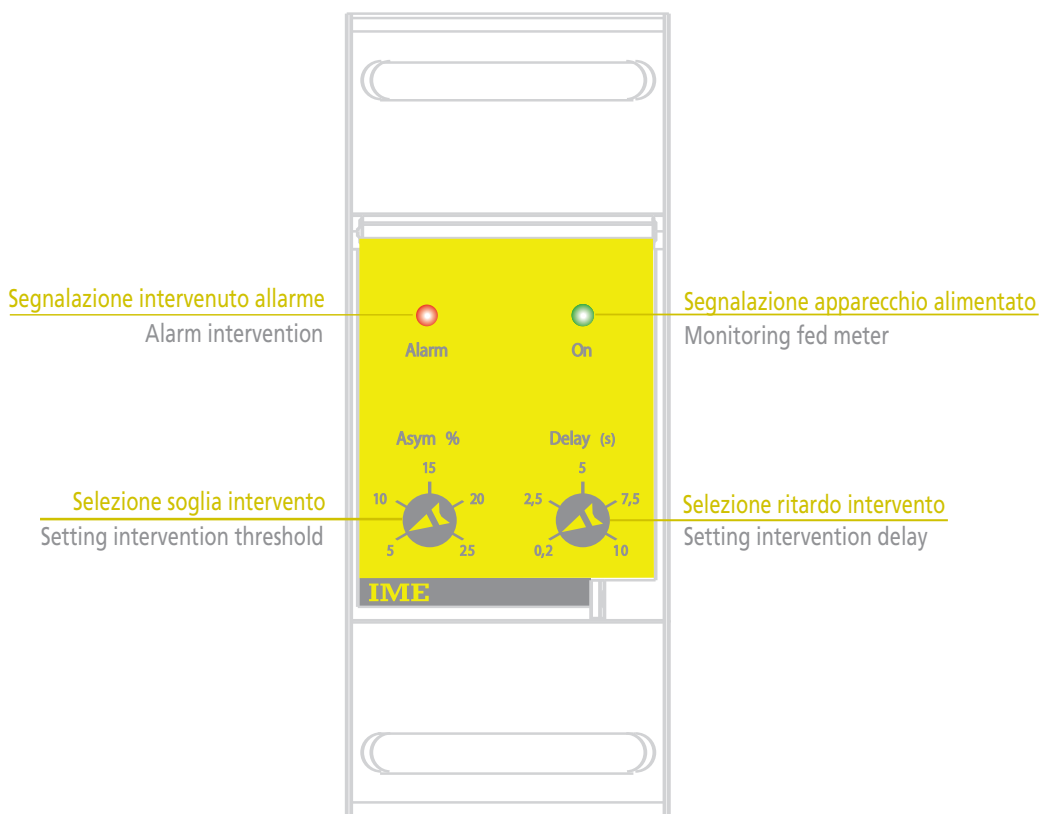 Segnalazione intervenuto allarme
Alarm intervention
Segnalazione apparecchio alimentato
Monitoring fed meter
Alarm
On
Asym %
5
10
15
20
25
Delay (s)
0,2
2,5
5
7,5
10
Selezione soglia intervento
Setting intervention threshold
Selezione ritardo intervento
Setting intervention delay
IME